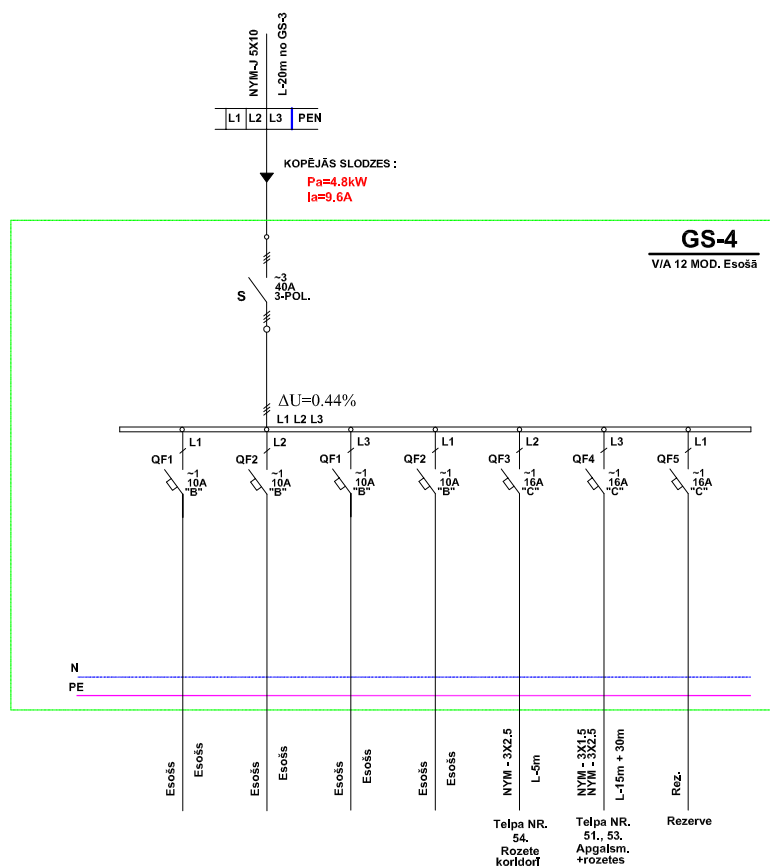 NYM-J 5X10
L-20m no GS-3
L1 L2 L3 PEN
KOPĒJĀS SLODZES :
Pa=4.8kW
Ia=9.6A
GS-4
V/A 12 MOD. Esošā
S
~3
40A
3-POL.
ΔU=0.44%
L1 L2 L3
L1
L2
L3
L1
L2
L3
L1
QF1
~1
10A
"B"
QF2
~1
10A
"B"
QF1
~1
10A
"B"
QF2
~1
10A
"B"
QF3
~1
16A
"C"
QF4
~1
16A
"C"
QF5
~1
16A
"C"
N
PE
Esošs
Esošs
Esošs
Esošs
Esošs
Esošs
Esošs
Esošs
NYM - 3X2.5
L-5m
NYM - 3X1.5
NYM - 3X2.5
L-15m + 30m
Rez.
Telpa NR.
54.
Rozete
korIdorī
Telpa NR.
51., 53.
Apgalsm.
+rozetes
Rezerve